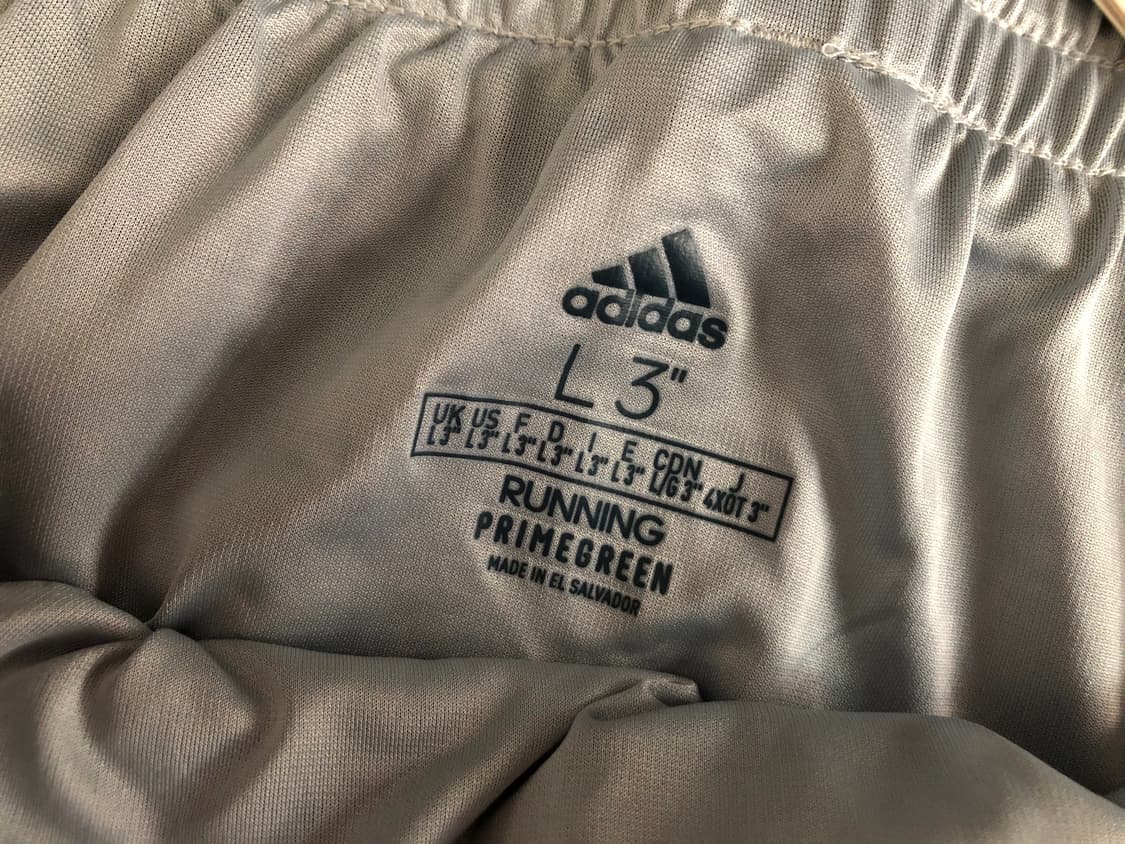 adidas
L 3"
UK US F D I E CDN J
L3" L3" L3" L3" L3" L3" L/G 3" 4XOT 3"
RUNNING
PRIMEGREEN
MADE IN EL SALVADOR